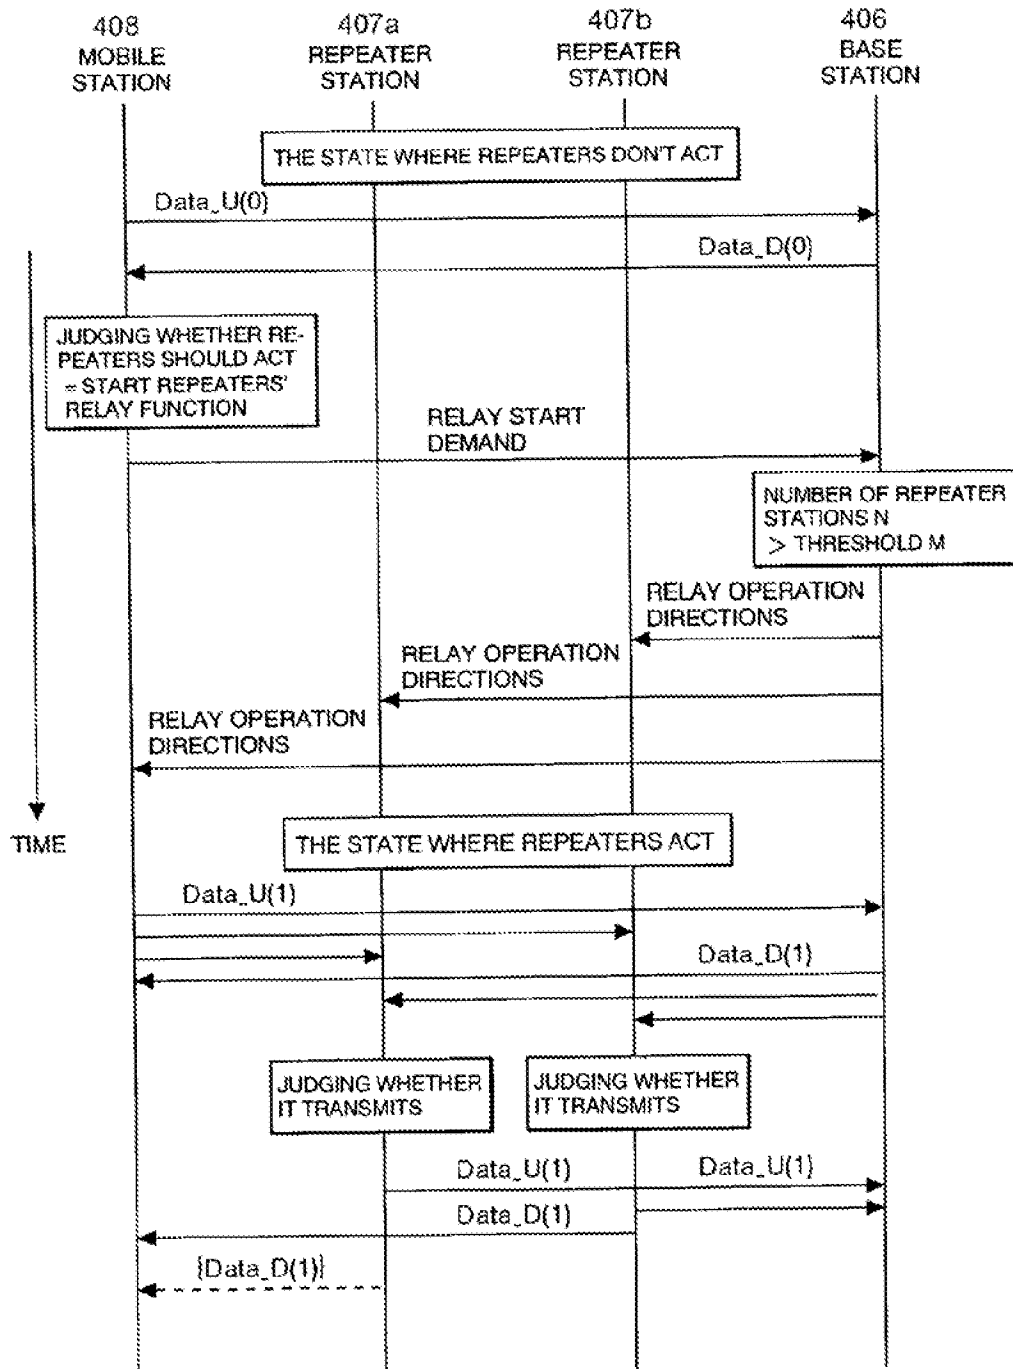 408
MOBILE
STATION
407a
REPEATER
STATION
407b
REPEATER
STATION
406
BASE
STATION
THE STATE WHERE REPEATERS DON'T ACT
Data_U(0)
Data_D(0)
JUDGING WHETHER RE-
PEATERS SHOULD ACT
= START REPEATERS'
RELAY FUNCTION
RELAY START
DEMAND
NUMBER OF REPEATER
STATIONS N
> THRESHOLD M
RELAY OPERATION
DIRECTIONS
RELAY OPERATION
DIRECTIONS
RELAY OPERATION
DIRECTIONS
TIME
THE STATE WHERE REPEATERS ACT
Data_U(1)
Data_D(1)
JUDGING WHETHER
IT TRANSMITS
JUDGING WHETHER
IT TRANSMITS
Data_U(1)
Data_U(1)
Data_D(1)
{Data_D(1)}